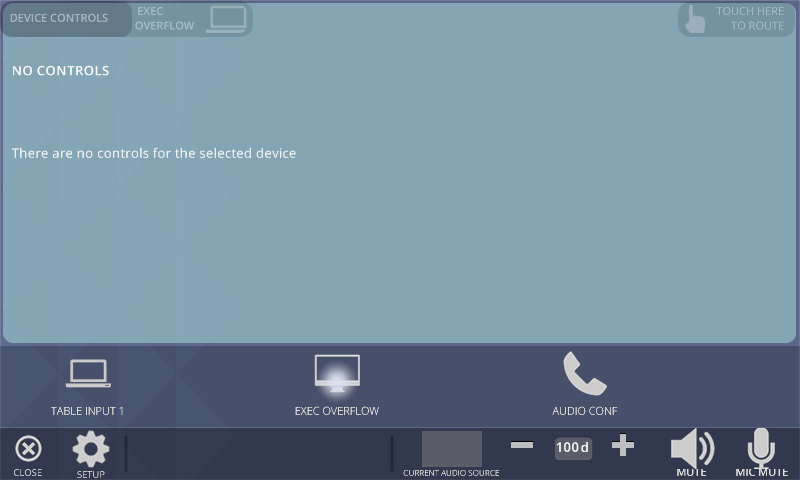 DEVICE CONTROLS
EXEC
OVERFLOW
TOUCH HERE
TO ROUTE
NO CONTROLS
There are no controls for the selected device
TABLE INPUT 1
EXEC OVERFLOW
AUDIO CONF
CLOSE
SETUP
CURRENT AUDIO SOURCE
100d
MUTE
MIC MUTE